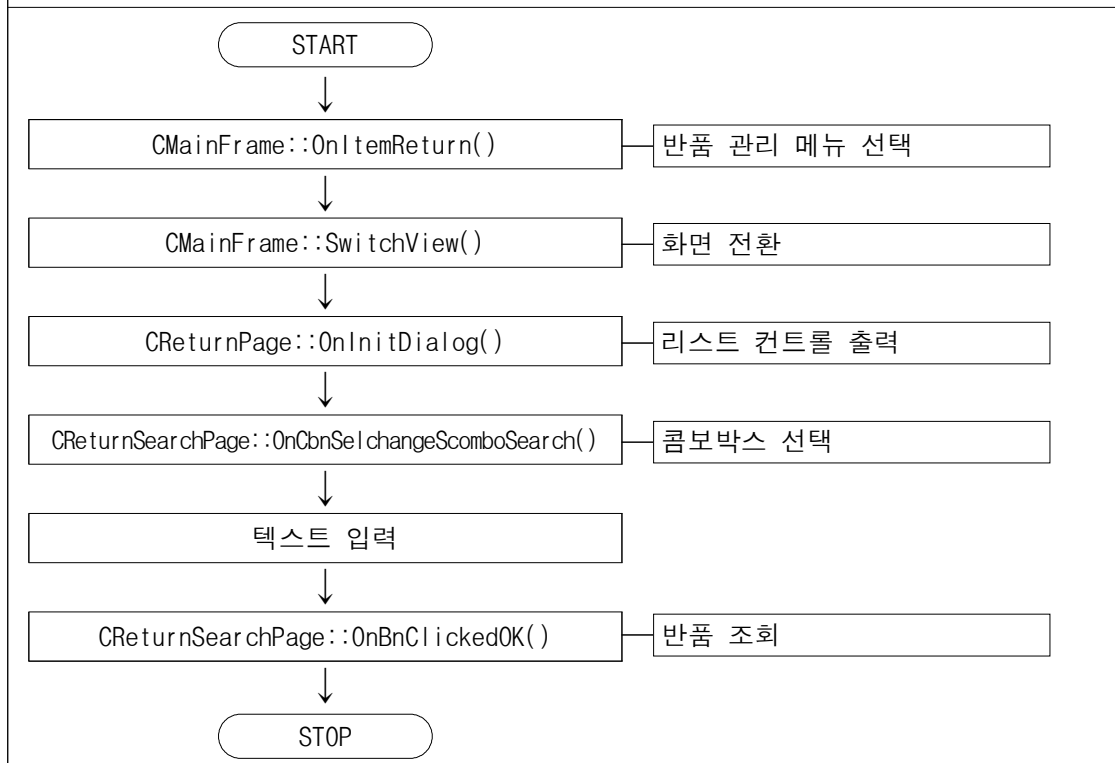 START
CMainFrame::OnItemReturn()
반품 관리 메뉴 선택
CMainFrame::SwitchView()
화면 전환
CReturnPage::OnInitDialog()
리스트 컨트롤 출력
CReturnSearchPage::OnCbnSelchangeScomboSearch()
콤보박스 선택
텍스트 입력
CReturnSearchPage::OnBnClickedOK()
반품 조회
STOP